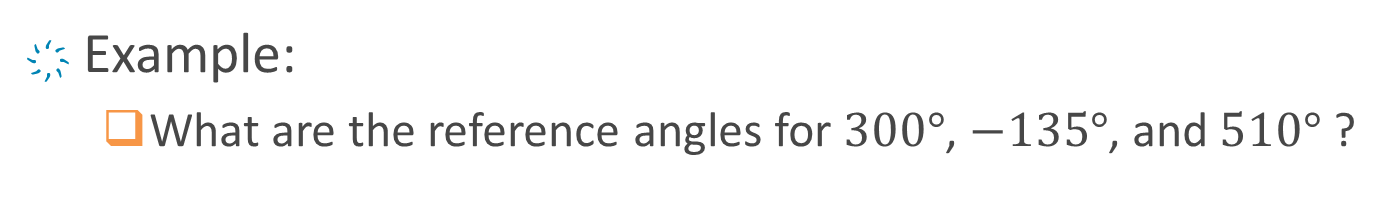 Example:
What are the reference angles for 300°, −135°, and 510° ?